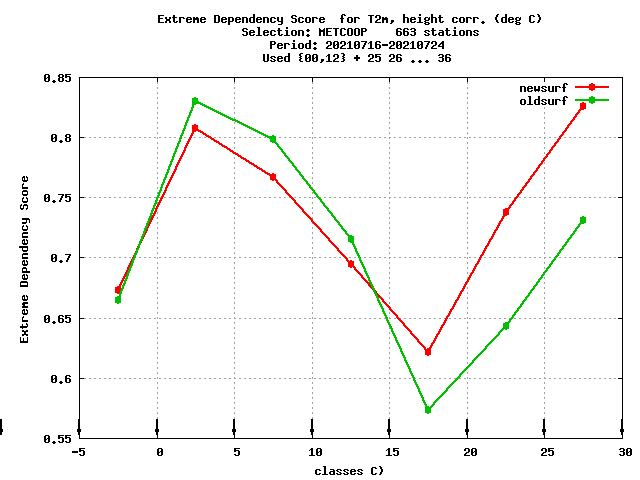 Extreme Dependency Score  for T2m, height corr. (deg C)
Selection: METCOOP    663 stations
Period: 20210716-20210724
Used {00,12} + 25 26 ... 36
newsurf
oldsurf
0.85
0.8
0.75
0.7
0.65
0.6
0.55
Extreme Dependency Score
-5 0 5 10 15 20 25 30
classes C)